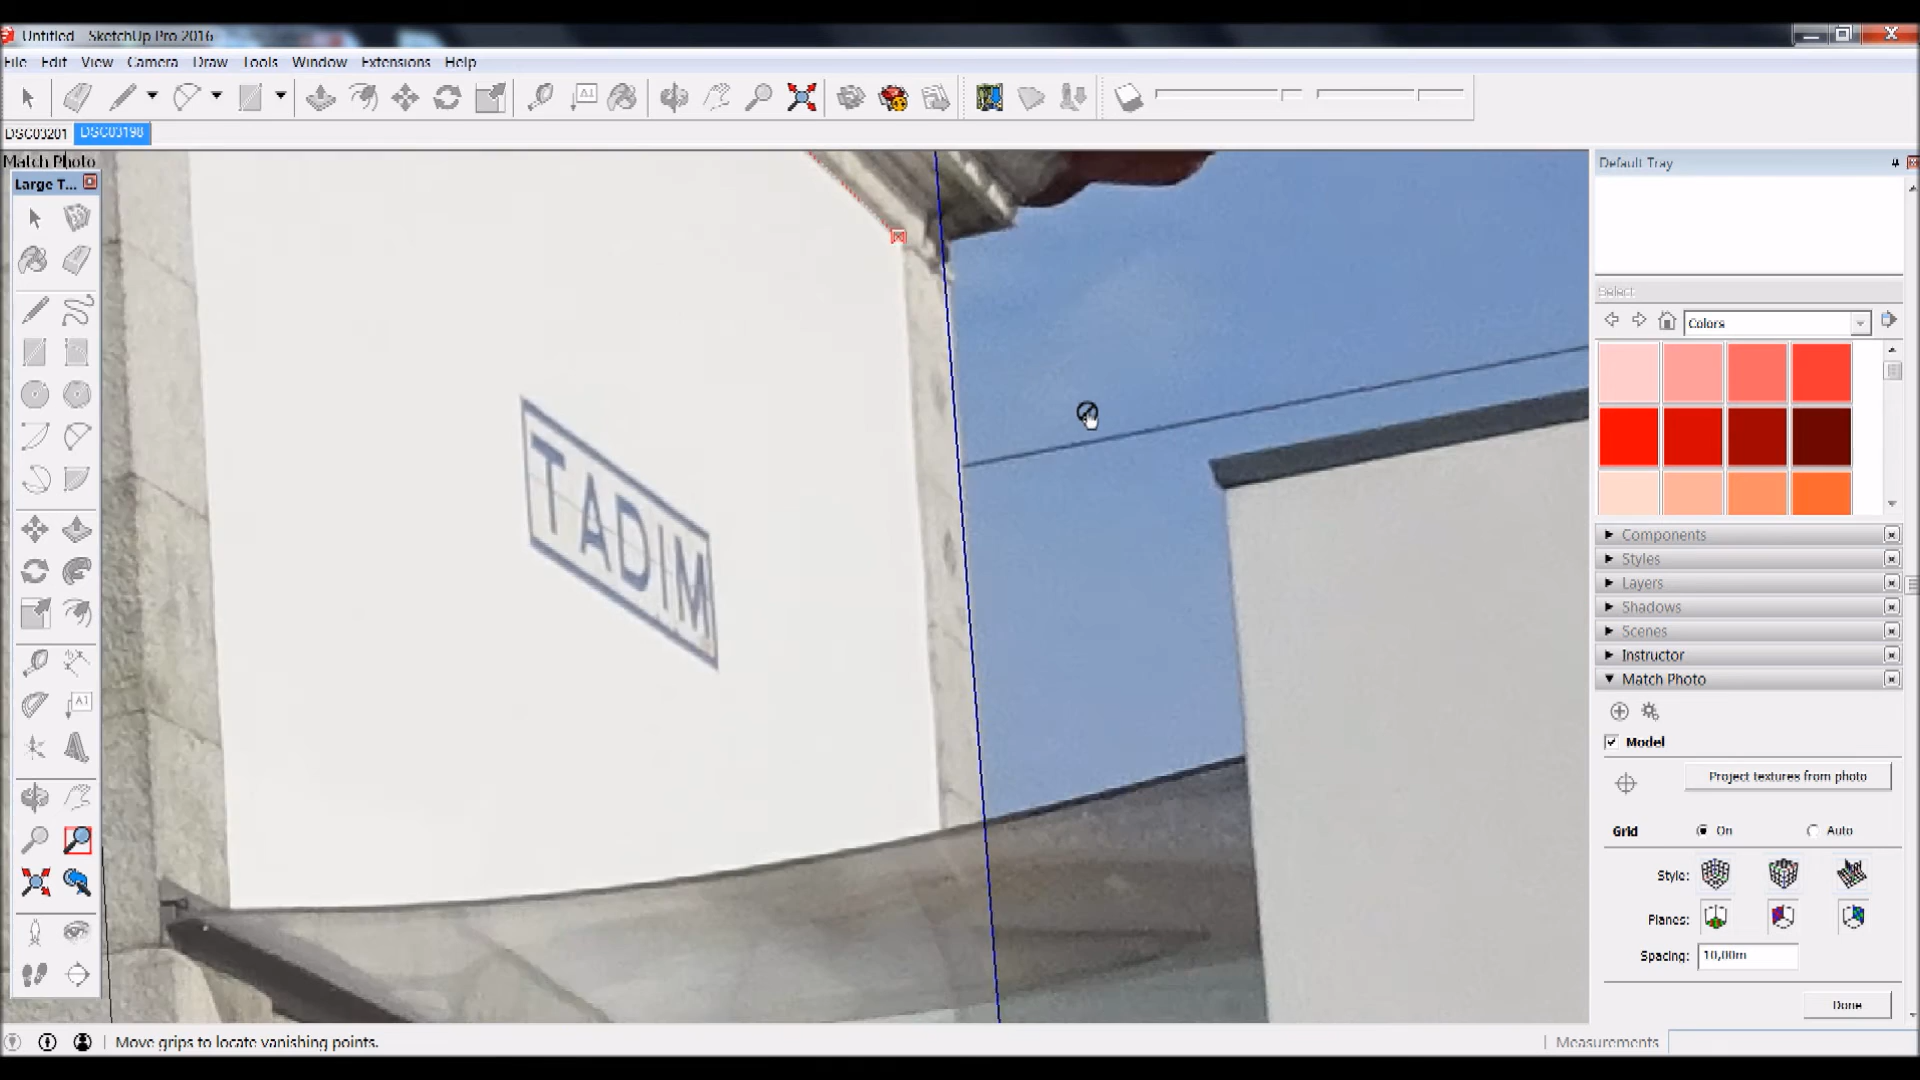 Untitled - SketchUp Pro 2016
File Edit View Camera Draw Tools Window Extensions Help
DSC03201 DSC03198
Match Photo
Large T...
Default Tray
Select
Colors
TADIM
Components
Styles
Layers
Shadows
Scenes
Instructor
Match Photo
Model
Project textures from photo
Grid On Auto
Style:
Planes:
Spacing: 10,00m
Done
Move grips to locate vanishing points.
Measurements